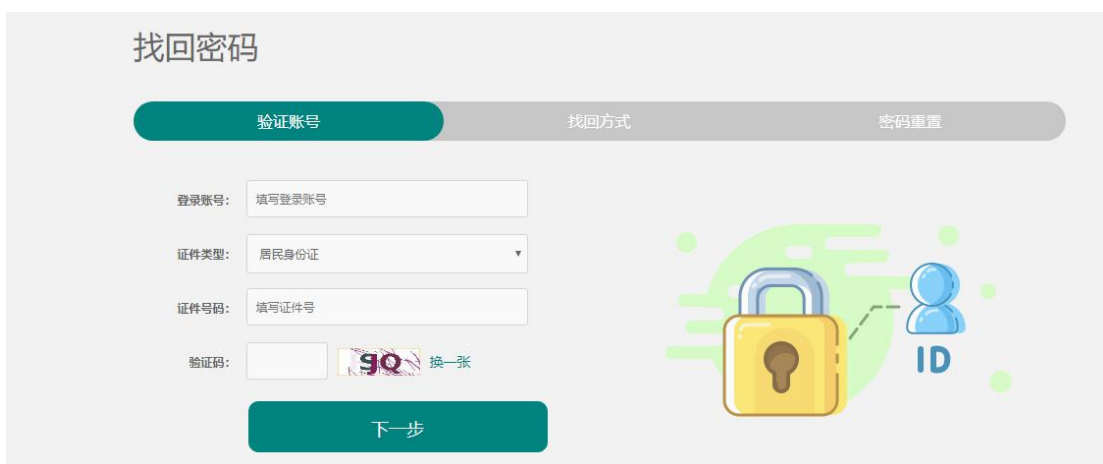 找回密码
验证账号
找回方式
密码重置
登录账号：
填写登录账号
证件类型：
居民身份证
证件号码：
填写证件号
验证码：
换一张
ID
下一步